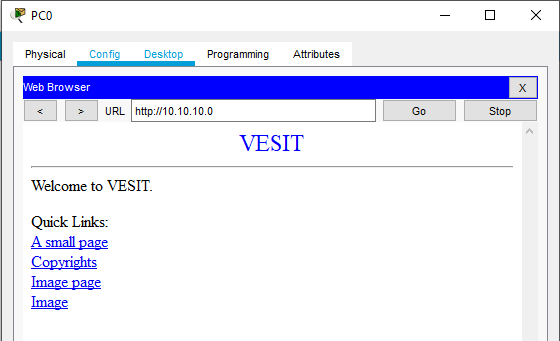 PC0
Physical Config Desktop Programming Attributes
Web Browser X
< > URL http://10.10.10.0 Go Stop
VESIT
Welcome to VESIT.
Quick Links:
A small page
Copyrights
Image page
Image